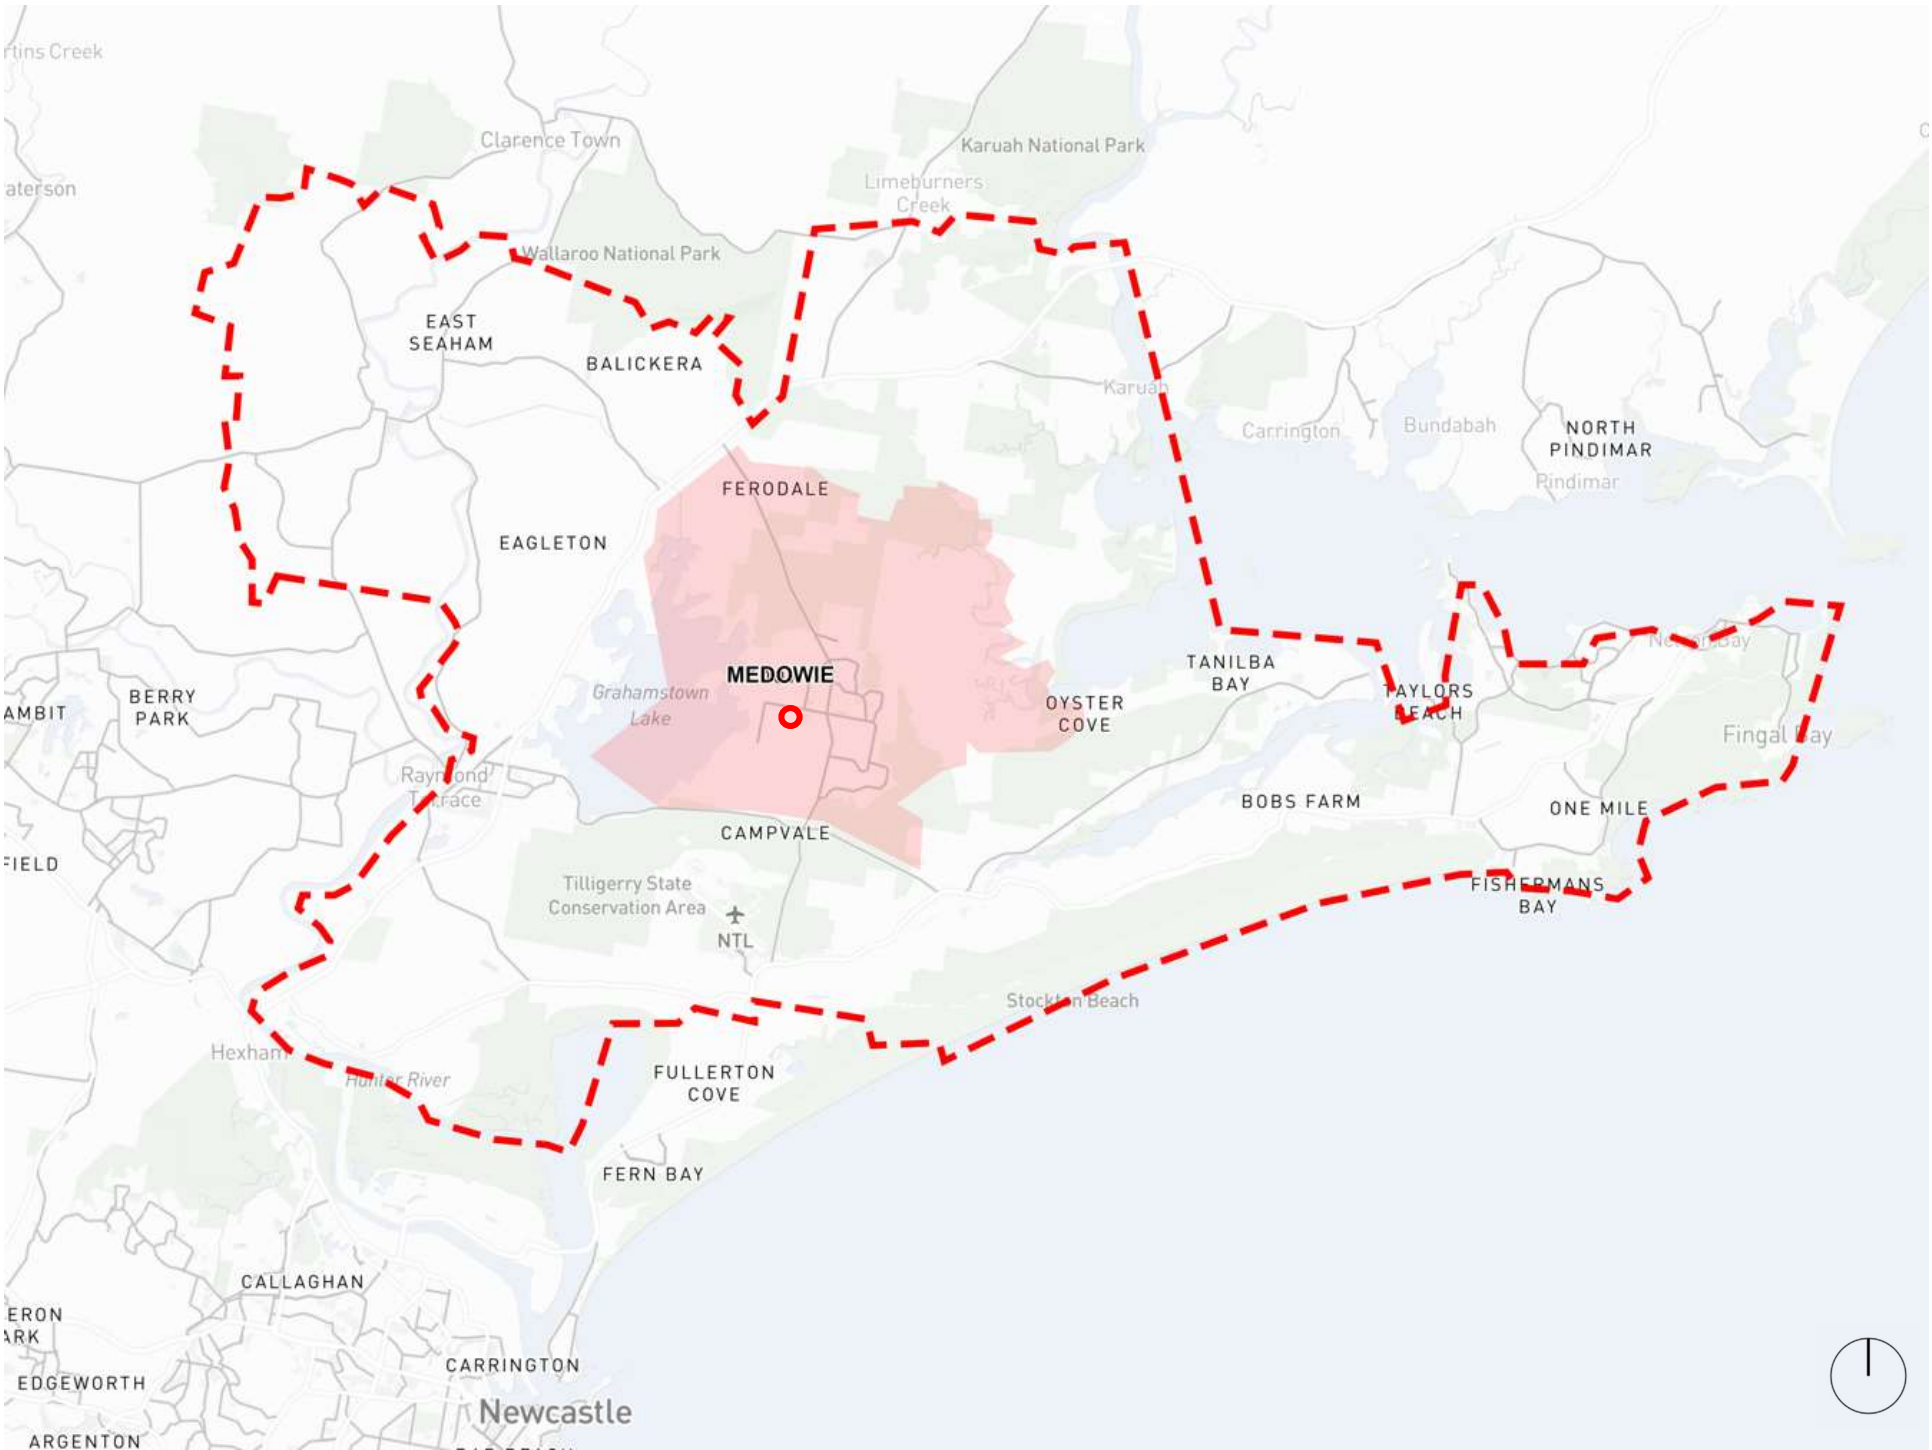 rtins Creek
Clarence Town
Karuah National Park
aterson
Limeburners
Creek
Wallaroo National Park
EAST
SEAHAM
BALICKERA
Karuah
Carrington
Bundabah
NORTH
PINDIMAR
Pindimar
FERODALE
EAGLETON
Nelson Bay
MEDOWIE
TANILBA
BAY
BERRY
PARK
AMBIT
Grahamstown
Lake
OYSTER
COVE
TAYLORS
BEACH
Fingal Bay
Raymond
Terrace
BOBS FARM
ONE MILE
CAMPVALE
FIELD
Tilligerry State
Conservation Area
NTL
FISHERMANS
BAY
Stockton Beach
Hexham
Hunter River
FULLERTON
COVE
FERN BAY
CALLAGHAN
ERON
ARK
CARRINGTON
EDGEWORTH
Newcastle
ARGENTON